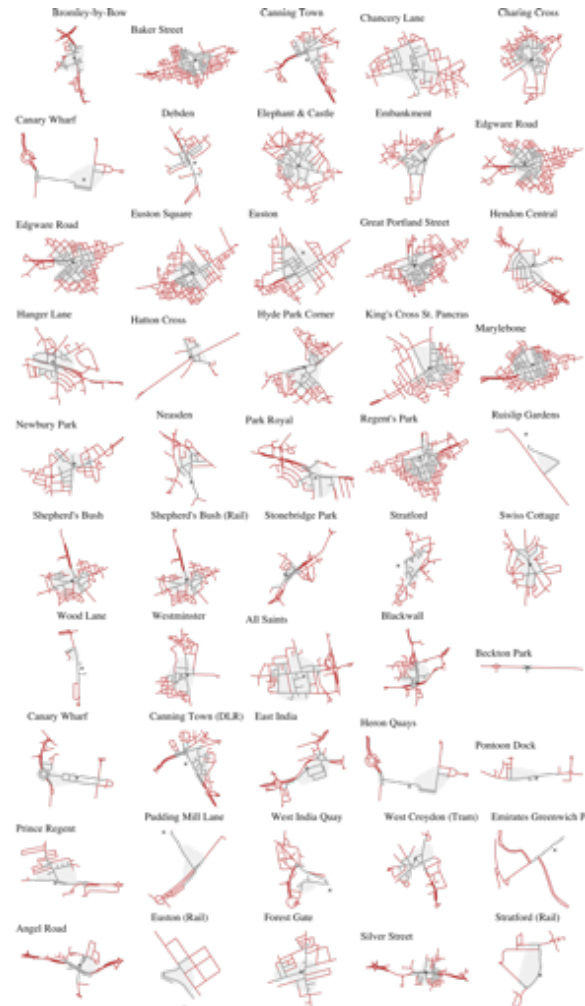 Bromley-by-Bow
Baker Street
Canning Town
Chancery Lane
Charing Cross
Canary Wharf
Debden
Elephant & Castle
Embankment
Edgware Road
Edgware Road
Euston Square
Euston
Great Portland Street
Hendon Central
Hanger Lane
Hatton Cross
Hyde Park Corner
King's Cross St. Pancras
Marylebone
Newbury Park
Neasden
Park Royal
Regent's Park
Ruislip Gardens
Shepherd's Bush
Shepherd's Bush (Rail)
Stonebridge Park
Stratford
Swiss Cottage
Wood Lane
Westminster
All Saints
Blackwall
Beckton Park
Canary Wharf
Canning Town (DLR)
East India
Heron Quays
Pontoon Dock
Prince Regent
Pudding Mill Lane
West India Quay
West Croydon (Tram)
Emirates Greenwich P
Angel Road
Euston (Rail)
Forest Gate
Silver Street
Stratford (Rail)